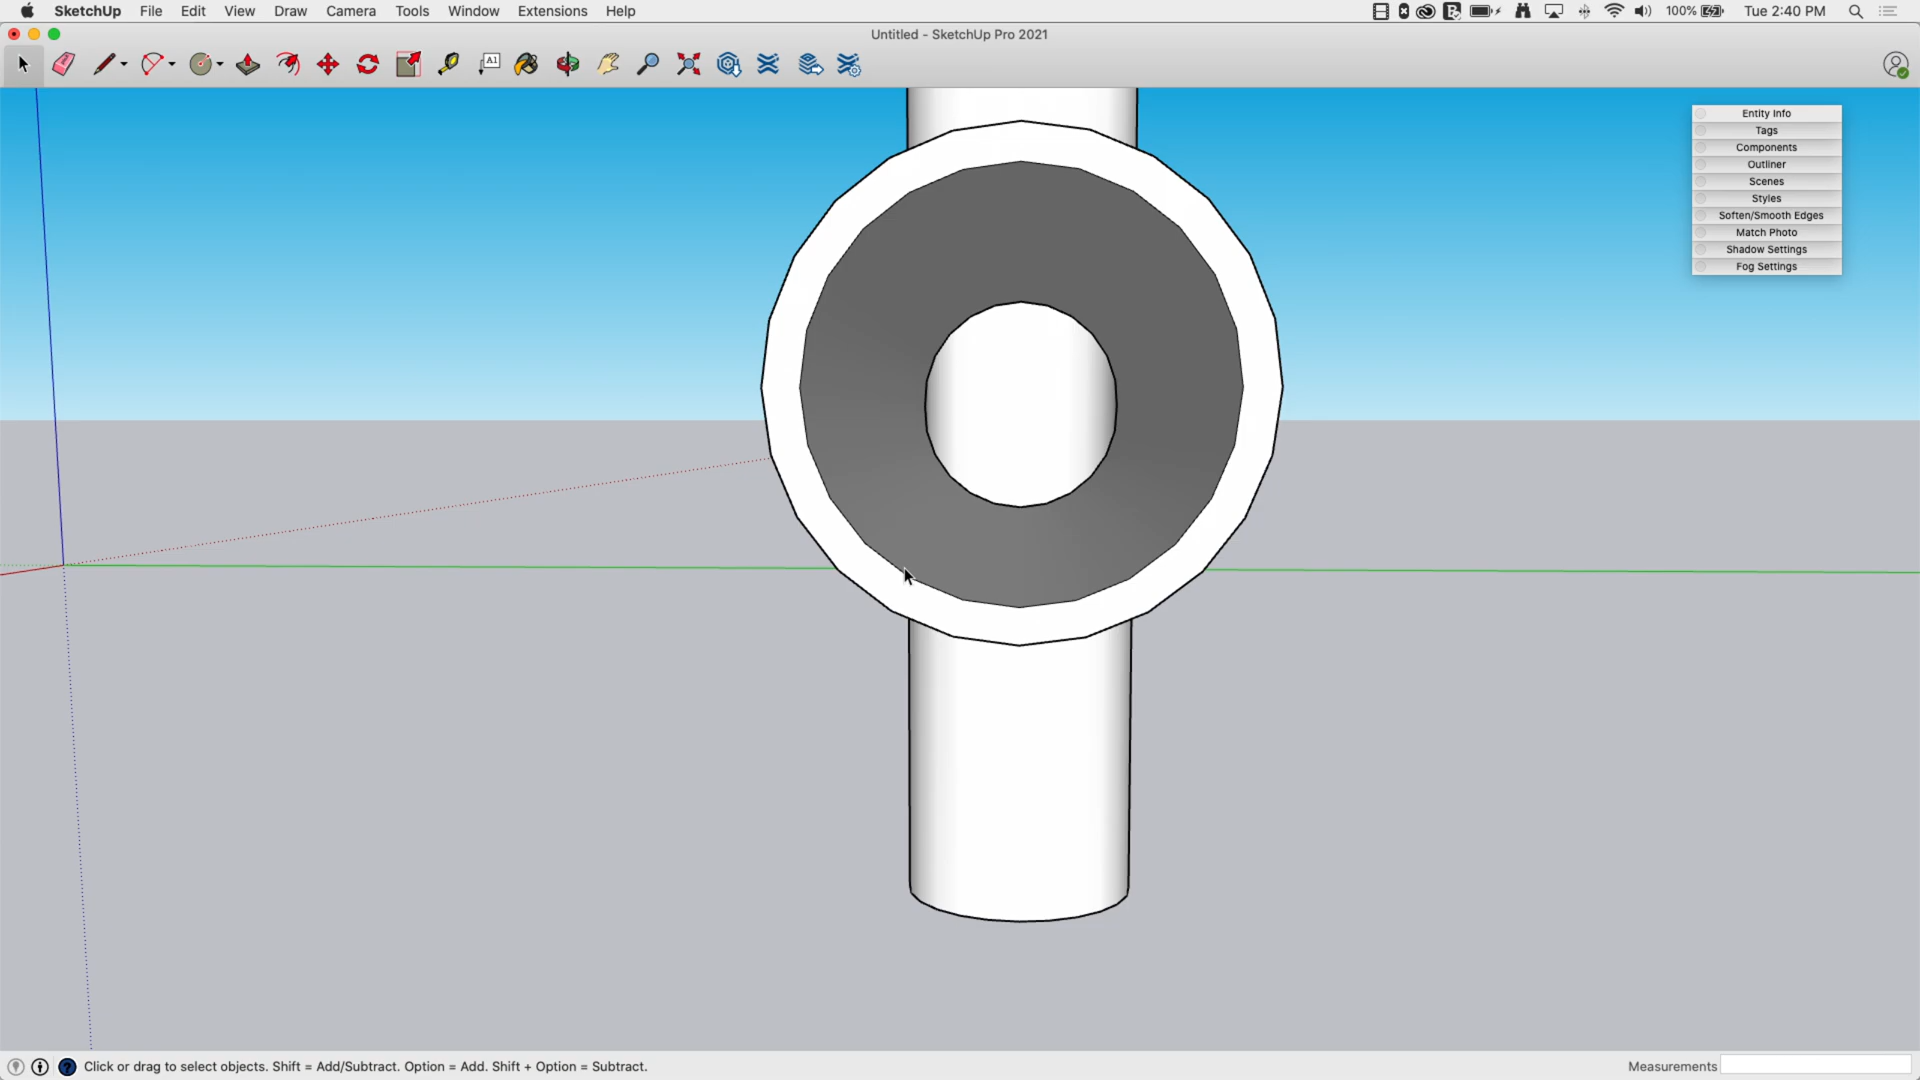 SketchUp File Edit View Draw Camera Tools Window Extensions Help 100% Tue 2:40 PM
Untitled - SketchUp Pro 2021
A1
Entity Info
Tags
Components
Outliner
Scenes
Styles
Soften/Smooth Edges
Match Photo
Shadow Settings
Fog Settings
Click or drag to select objects. Shift = Add/Subtract. Option = Add. Shift + Option = Subtract. Measurements